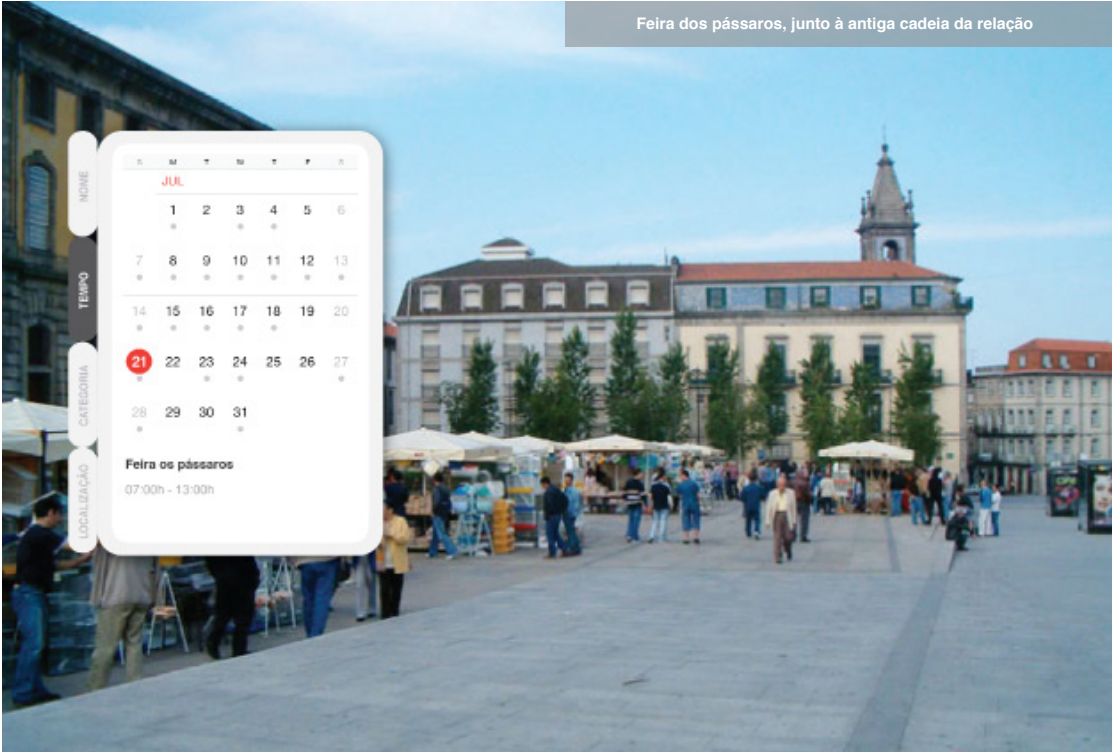 Feira dos pássaros, junto à antiga cadeia da relação
NOME
TEMPO
CATEGORIA
LOCALIZAÇÃO
S M T W T F S
JUL
1 2 3 4 5 6
7 8 9 10 11 12 13
14 15 16 17 18 19 20
21 22 23 24 25 26 27
28 29 30 31
Feira os pássaros
07:00h - 13:00h